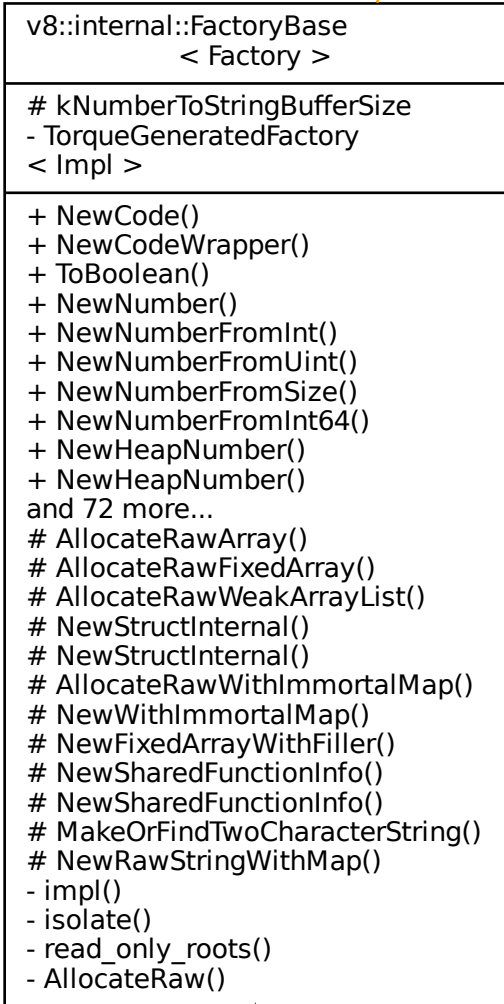 v8::internal::FactoryBase
< Factory >
# kNumberToStringBufferSize
- TorqueGeneratedFactory
< Impl >
+ NewCode()
+ NewCodeWrapper()
+ ToBoolean()
+ NewNumber()
+ NewNumberFromInt()
+ NewNumberFromUint()
+ NewNumberFromSize()
+ NewNumberFromInt64()
+ NewHeapNumber()
+ NewHeapNumber()
and 72 more...
# AllocateRawArray()
# AllocateRawFixedArray()
# AllocateRawWeakArrayList()
# NewStructInternal()
# NewStructInternal()
# AllocateRawWithImmortalMap()
# NewWithImmortalMap()
# NewFixedArrayWithFiller()
# NewSharedFunctionInfo()
# NewSharedFunctionInfo()
# MakeOrFindTwoCharacterString()
# NewRawStringWithMap()
- impl()
- isolate()
- read_only_roots()
- AllocateRaw()